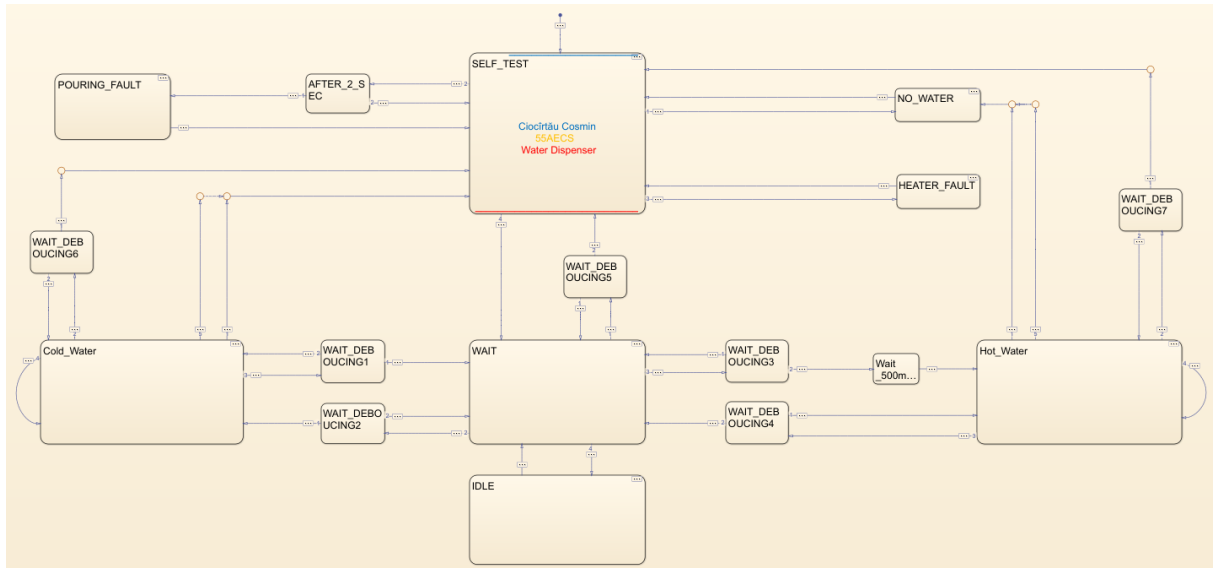 SELF_TEST
POURING_FAULT
AFTER_2_S
EC
NO_WATER
Ciocîrtău Cosmin
55AECS
Water Dispenser
HEATER_FAULT
WAIT_DEB
OUCING7
WAIT_DEB
OUCING6
WAIT_DEB
OUCING5
Cold_Water
WAIT_DEB
OUCING1
WAIT
WAIT_DEB
OUCING3
Wait
_500m...
Hot_Water
WAIT_DEBO
UCING2
WAIT_DEB
OUCING4
IDLE